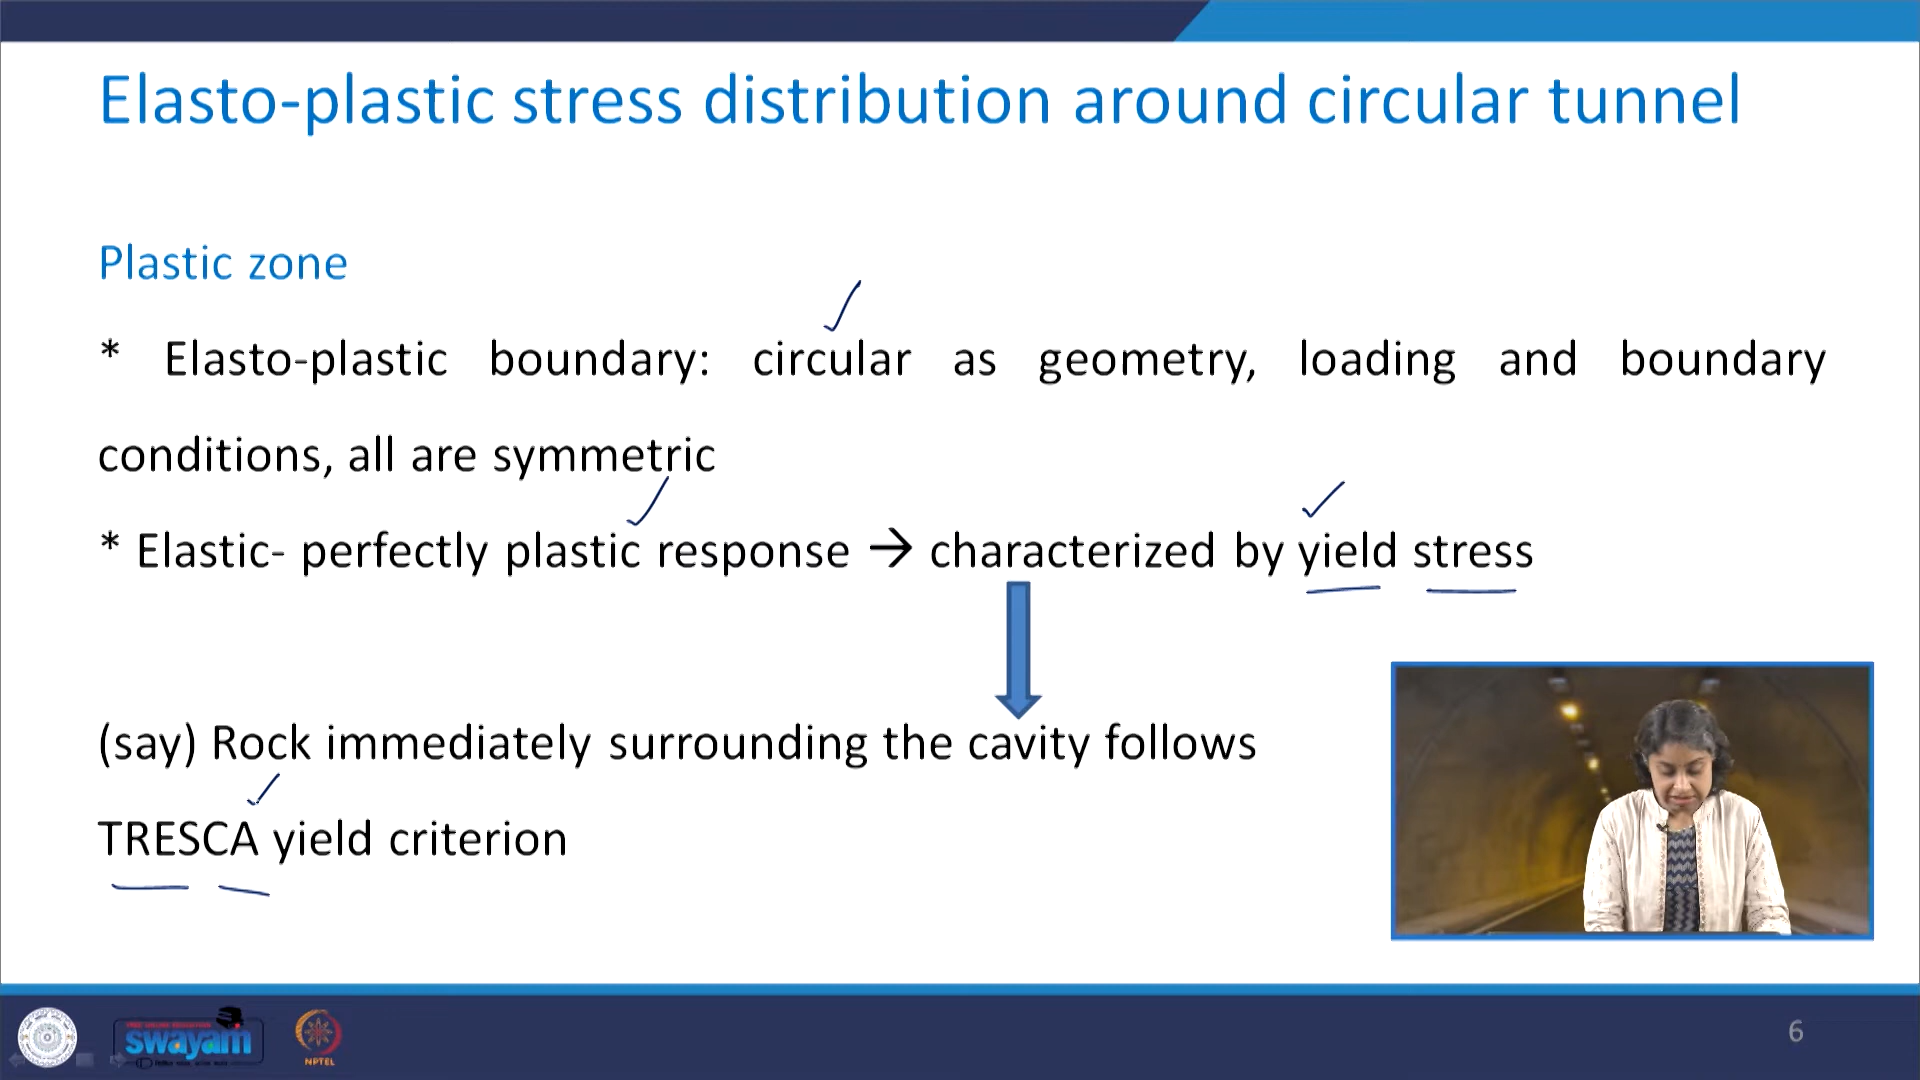 Elasto-plastic stress distribution around circular tunnel
Plastic zone
* Elasto-plastic boundary: circular as geometry, loading and boundary
conditions, all are symmetric
* Elastic- perfectly plastic response → characterized by yield stress
(say) Rock immediately surrounding the cavity follows
TRESCA yield criterion
swayam
NPTEL
6